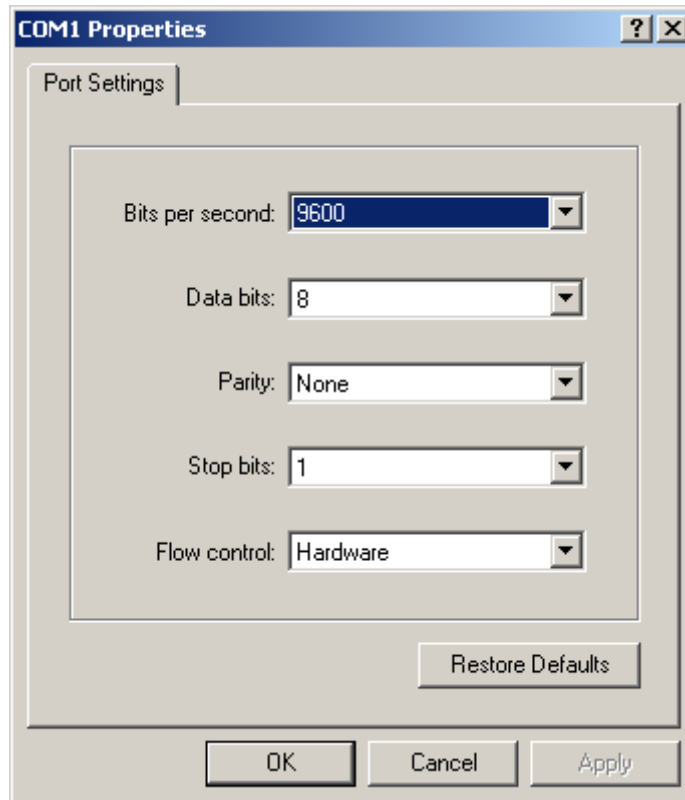 COM1 Properties
Port Settings
Bits per second: 9600
Data bits: 8
Parity: None
Stop bits: 1
Flow control: Hardware
Restore Defaults
OK Cancel Apply